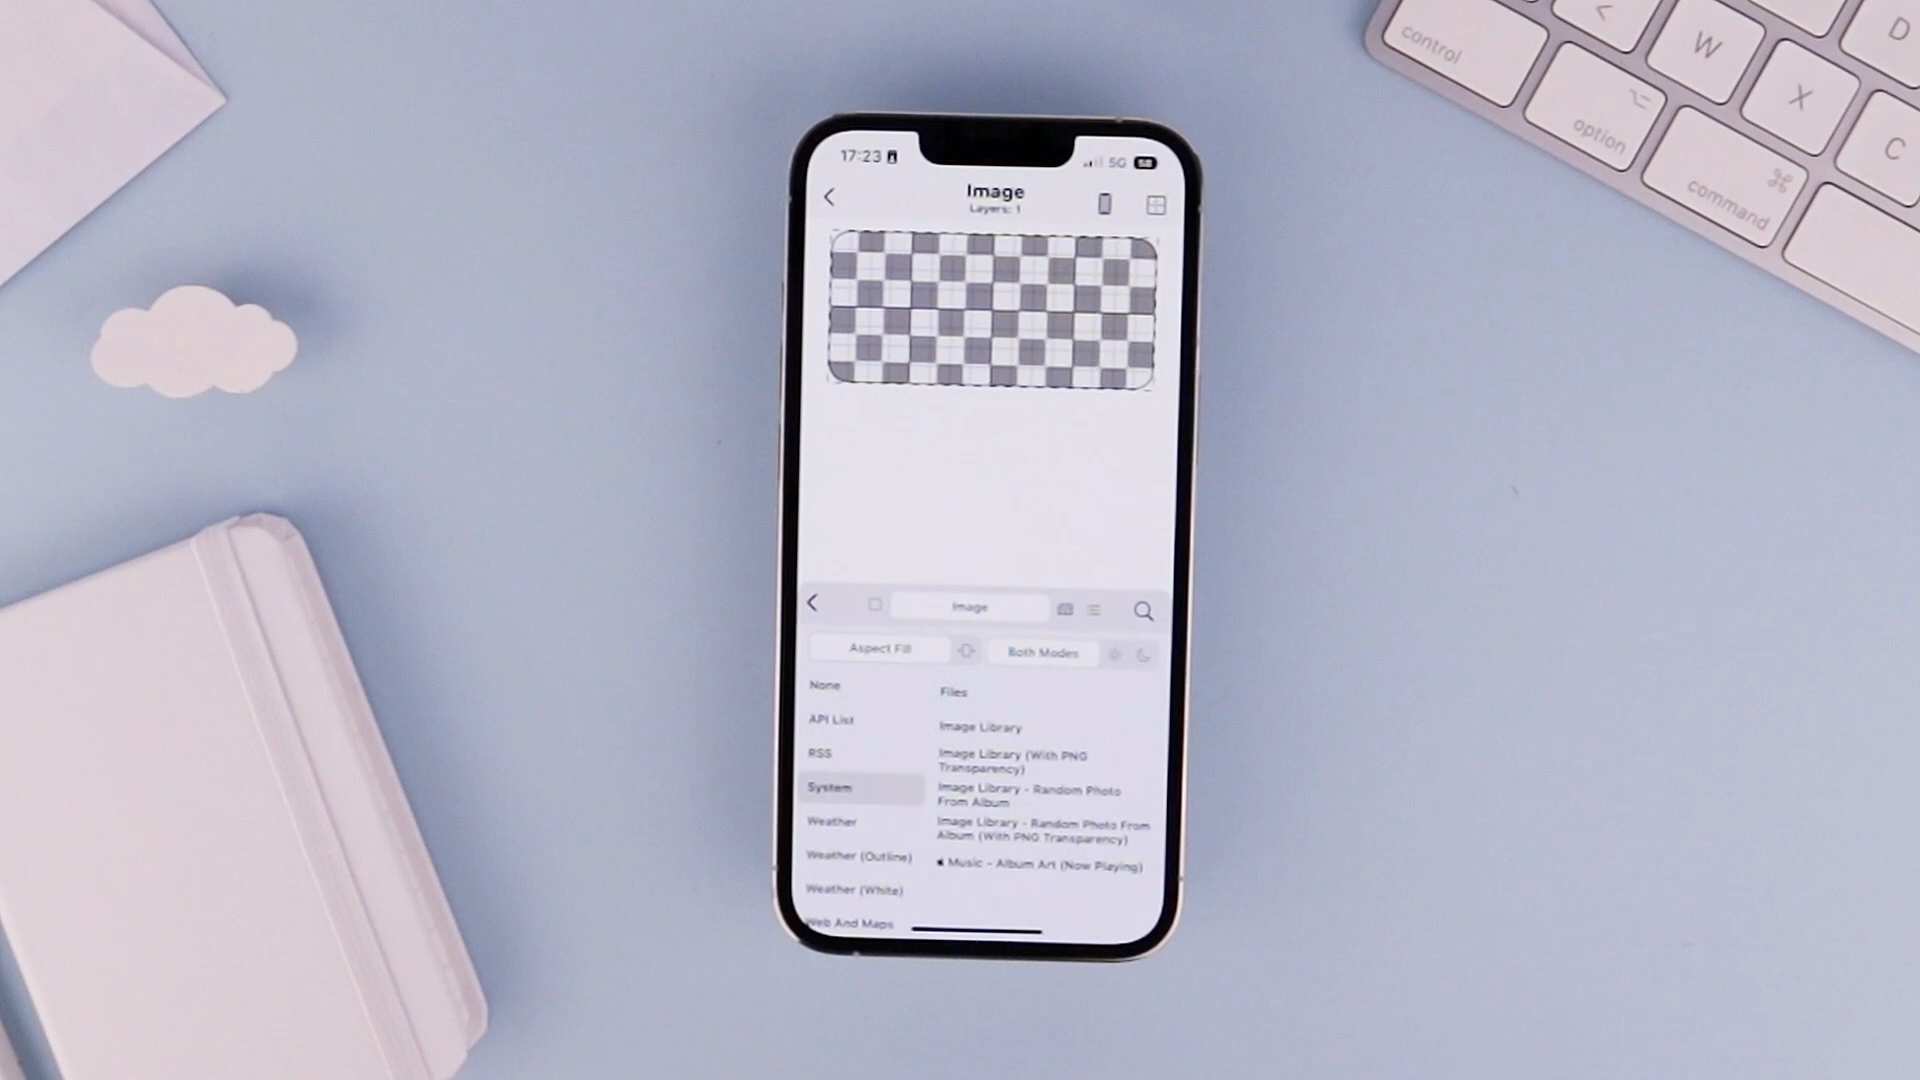 17:23
5G 58
Image
Layers: 1
Image
Aspect Fill
Both Modes
None
API List
RSS
System
Weather
Weather (Outline)
Weather (White)
Web And Maps
Files
Image Library
Image Library (With PNG
Transparency)
Image Library - Random Photo
From Album
Image Library - Random Photo From
Album (With PNG Transparency)
Music - Album Art (Now Playing)
control
<
W
D
option
X
command
C